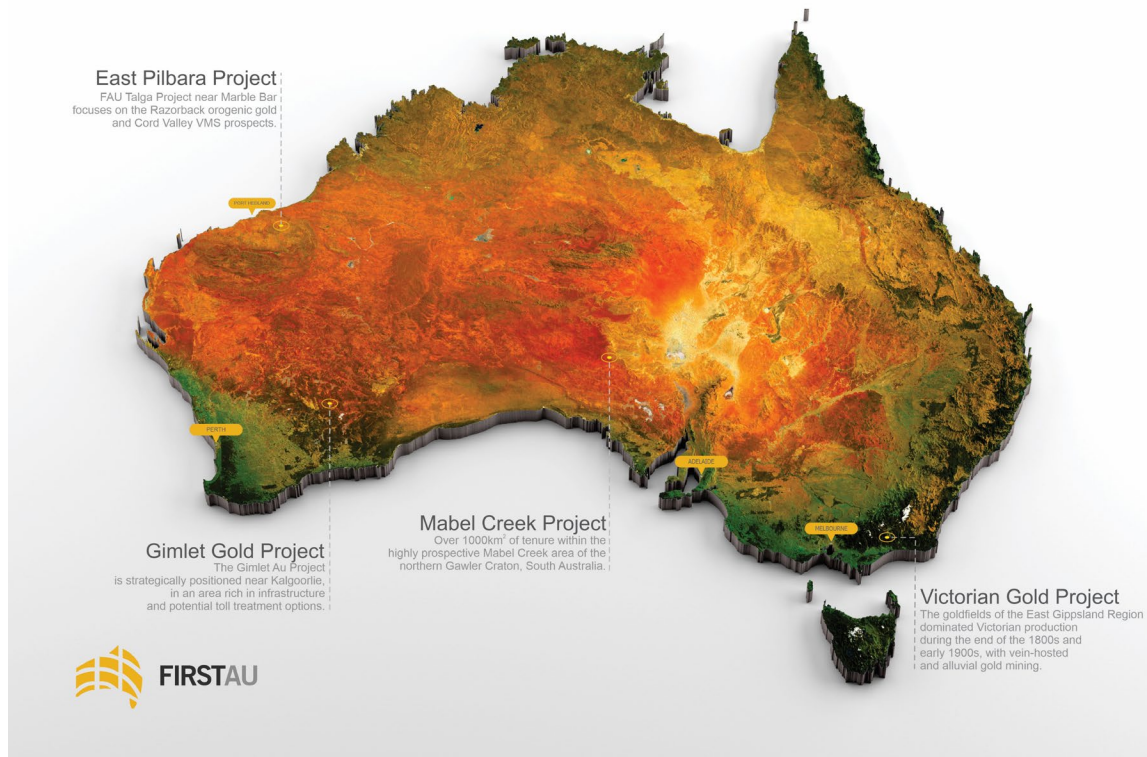 East Pilbara Project
FAU Talga Project near Marble Bar
focuses on the Razorback orogenic gold
and Cord Valley VMS prospects.
PORT HEDLAND
PERTH
ADELAIDE
MELBOURNE
Gimlet Gold Project
The Gimlet Au Project
is strategically positioned near Kalgoorlie,
in an area rich in infrastructure
and potential toll treatment options.
Mabel Creek Project
Over 1000km² of tenure within the
highly prospective Mabel Creek area of the
northern Gawler Craton, South Australia.
Victorian Gold Project
The goldfields of the East Gippsland Region
dominated Victorian production
during the end of the 1800s and
early 1900s, with vein-hosted
and alluvial gold mining.
FIRSTAU